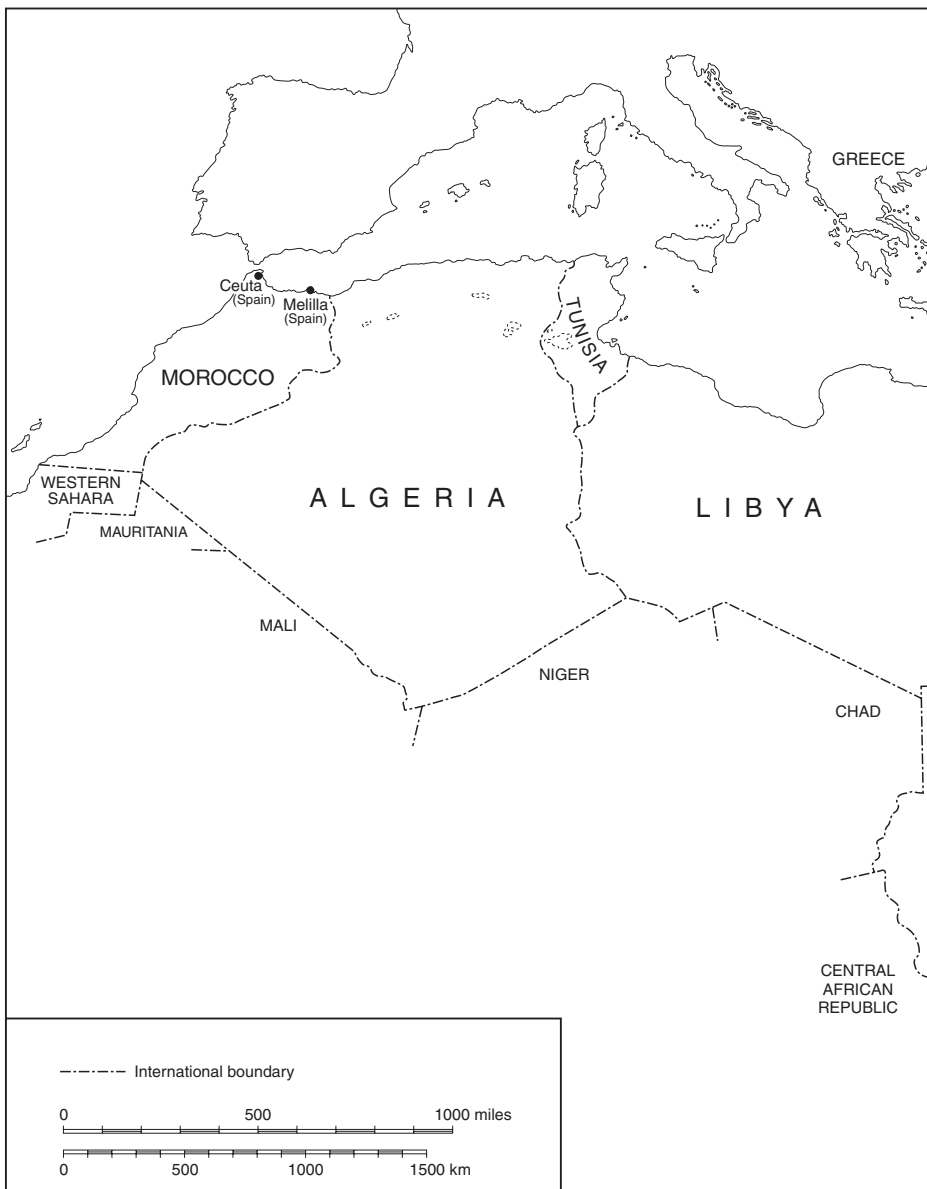 GREECE
Ceuta
(Spain)
Melilla
(Spain)
TUNISIA
MOROCCO
WESTERN
SAHARA
ALGERIA
LIBYA
MAURITANIA
MALI
NIGER
CHAD
CENTRAL
AFRICAN
REPUBLIC
International boundary
0 500 1000 miles
0 500 1000 1500 km